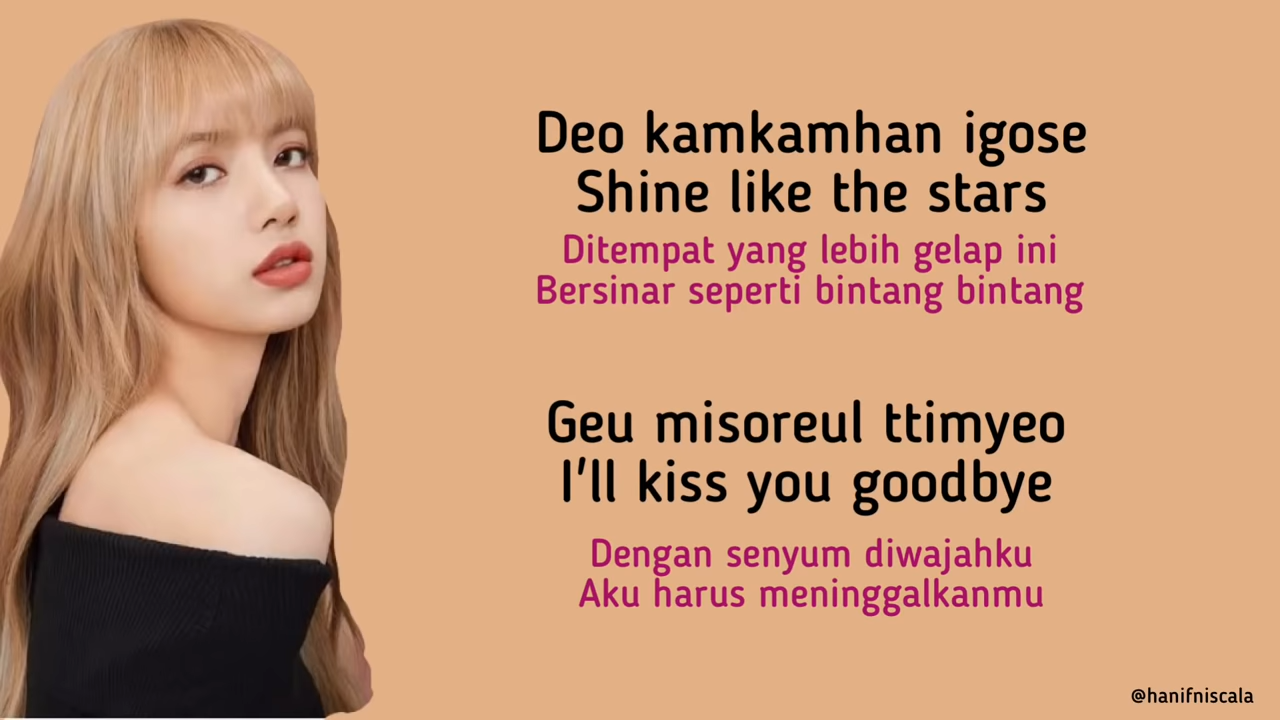 Deo kamkamhan igose
Shine like the stars
Ditempat yang lebih gelap ini
Bersinar seperti bintang bintang
Geu misoreul ttimyeo
I'll kiss you goodbye
Dengan senyum diwajahku
Aku harus meninggalkanmu
@hanifniscala